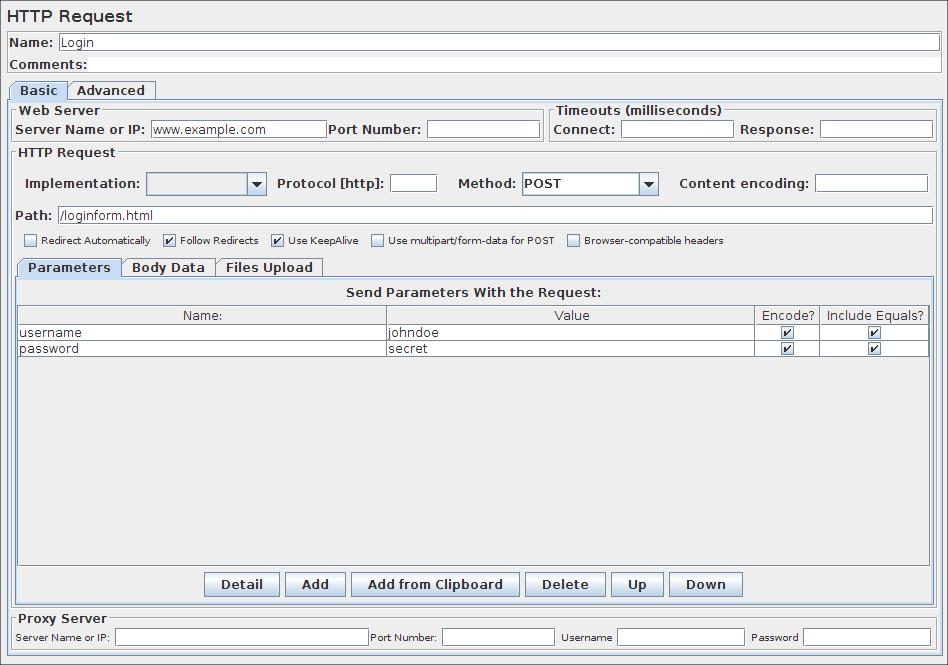 HTTP Request
Name: Login
Comments:
Basic Advanced
Web Server Timeouts (milliseconds)
Server Name or IP: www.example.com Port Number: Connect: Response:
HTTP Request
Implementation: Protocol [http]: Method: POST Content encoding:
Path: /loginform.html
Redirect Automatically Follow Redirects Use KeepAlive Use multipart/form-data for POST Browser-compatible headers
Parameters Body Data Files Upload
Send Parameters With the Request:
Name: Value Encode? Include Equals?
username johndoe
password secret
Detail Add Add from Clipboard Delete Up Down
Proxy Server
Server Name or IP: Port Number: Username Password